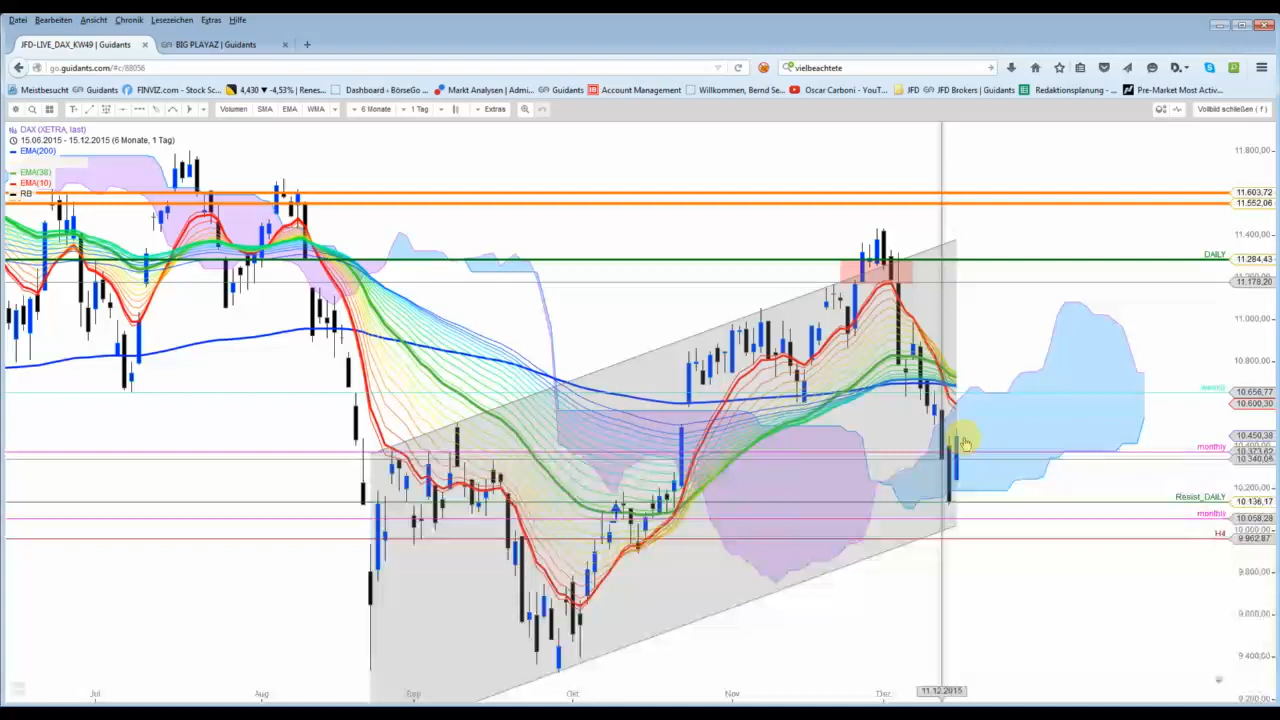 Datei Bearbeiten Ansicht Chronik Lesezeichen Extras Hilfe
JFD-LIVE_DAX_KW49 | Guidants BIG PLAYAZ | Guidants
go.guidants.com/#c/88056 vielbeachtete
Meistbesucht Guidants FINVIZ.com - Stock Sc... 4,430 -4,53% | Renes... Dashboard ‹ BörseGo ... Markt Analysen | Admi... Guidants Account Management Willkommen, Bernd Se... Oscar Carboni - YouT... JFD JFD Brokers | Guidants Redaktionsplanung - ... Pre-Market Most Activ...
Volumen SMA EMA WMA 6 Monate 1 Tag Extras Vollbild schließen ( f )
DAX (XETRA, last)
15.06.2015 - 15.12.2015 (6 Monate, 1 Tag)
EMA(200)
EMA(38)
EMA(10)
RB
11.800,00
11.603,72
11.552,06
11.400,00
DAILY 11.284,43
11.178,20
11.000,00
10.800,00
10.656,77
10.600,30
10.450,38
monthly 10.373,62
10.340,06
10.200,00
Resist_DAILY 10.136,17
monthly 10.058,28
10.000,00
H4 9.962,87
9.800,00
9.600,00
9.400,00
9.200,00
Jul Aug Sep Okt Nov Dez 11.12.2015